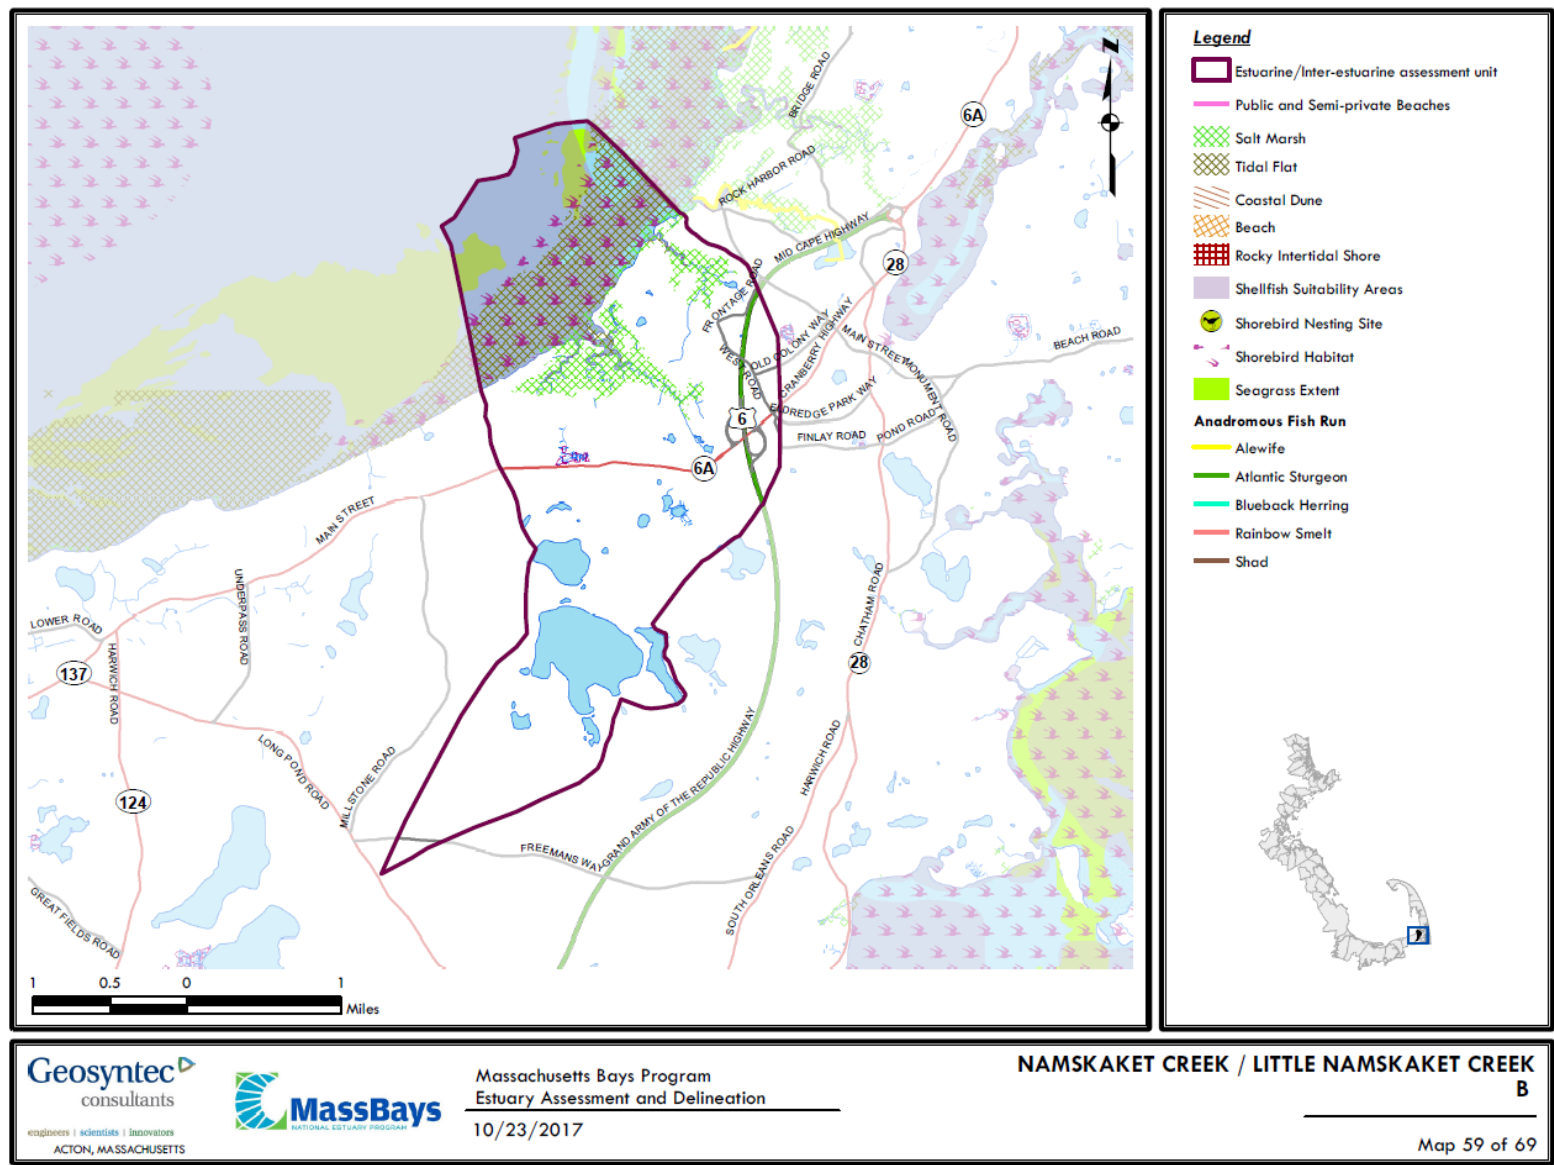 BRIDGE ROAD
6A
ROCK HARBOR ROAD
MID CAPE HIGHWAY
28
FRONTAGE ROAD
WEST ROAD
OLD COLONY WAY
CRANBERRY HIGHWAY
MAIN STREET
MONUMENT ROAD
BEACH ROAD
ELDREDGE PARK WAY
6
FINLAY ROAD
POND ROAD
6A
MAIN STREET
UNDERPASS ROAD
LOWER ROAD
HARWICH ROAD
137
CHATHAM ROAD
28
LONG POND ROAD
MILLSTONE ROAD
124
GRAND ARMY OF THE REPUBLIC HIGHWAY
HARWICH ROAD
FREEMANS WAY
SOUTH ORLEANS ROAD
GREAT FIELDS ROAD
N
1 0.5 0 1
Miles
Legend
Estuarine/Inter-estuarine assessment unit
Public and Semi-private Beaches
Salt Marsh
Tidal Flat
Coastal Dune
Beach
Rocky Intertidal Shore
Shellfish Suitability Areas
Shorebird Nesting Site
Shorebird Habitat
Seagrass Extent
Anadromous Fish Run
Alewife
Atlantic Sturgeon
Blueback Herring
Rainbow Smelt
Shad
Geosyntec
consultants
engineers | scientists | innovators
ACTON, MASSACHUSETTS
MassBays
NATIONAL ESTUARY PROGRAM
Massachusetts Bays Program
Estuary Assessment and Delineation
10/23/2017
NAMSKAKET CREEK / LITTLE NAMSKAKET CREEK
B
Map 59 of 69